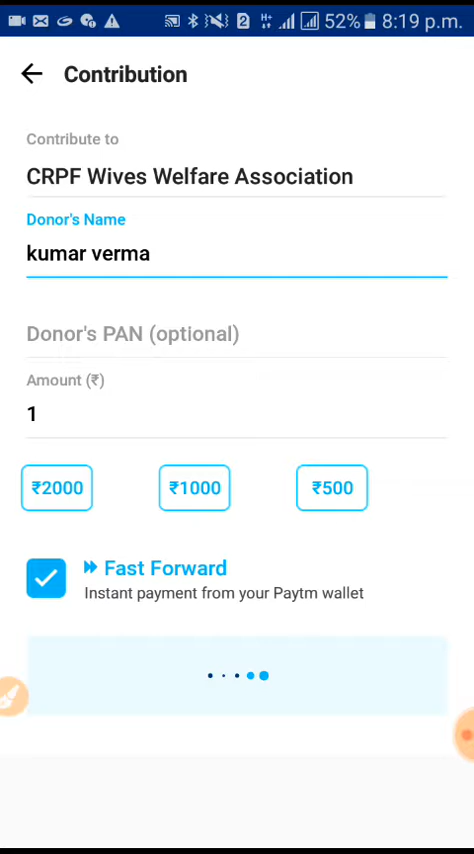 2 H+ 52% 8:19 p.m.
Contribution
Contribute to
CRPF Wives Welfare Association
Donor's Name
kumar verma
Donor's PAN (optional)
Amount (₹)
1
₹2000 ₹1000 ₹500
Fast Forward
Instant payment from your Paytm wallet